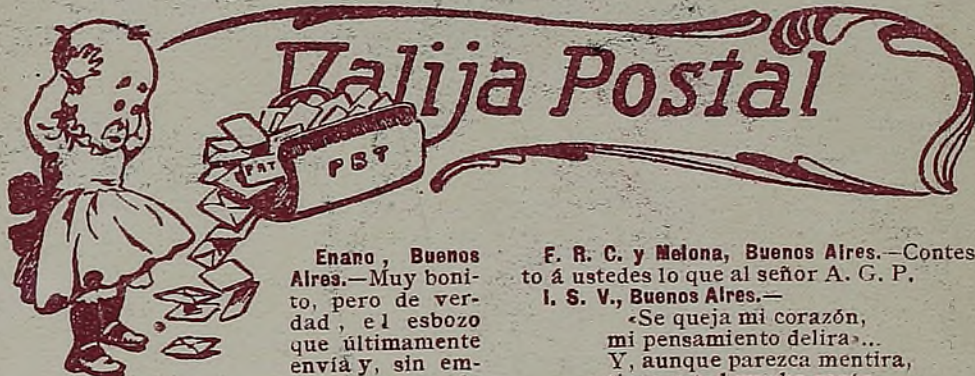 Valija Postal
PBT
PBT
Enano, Buenos
Aires.—Muy boni-
to, pero de ver-
dad, el esbozo
que últimamente
envía y, sin em-
F. R. C. y Melona, Buenos Aires.—Contes-
to á ustedes lo que al señor A. G. P.
I. S. V., Buenos Aires.—
«Se queja mi corazón,
mi pensamiento delira»...
Y, aunque parezca mentira,